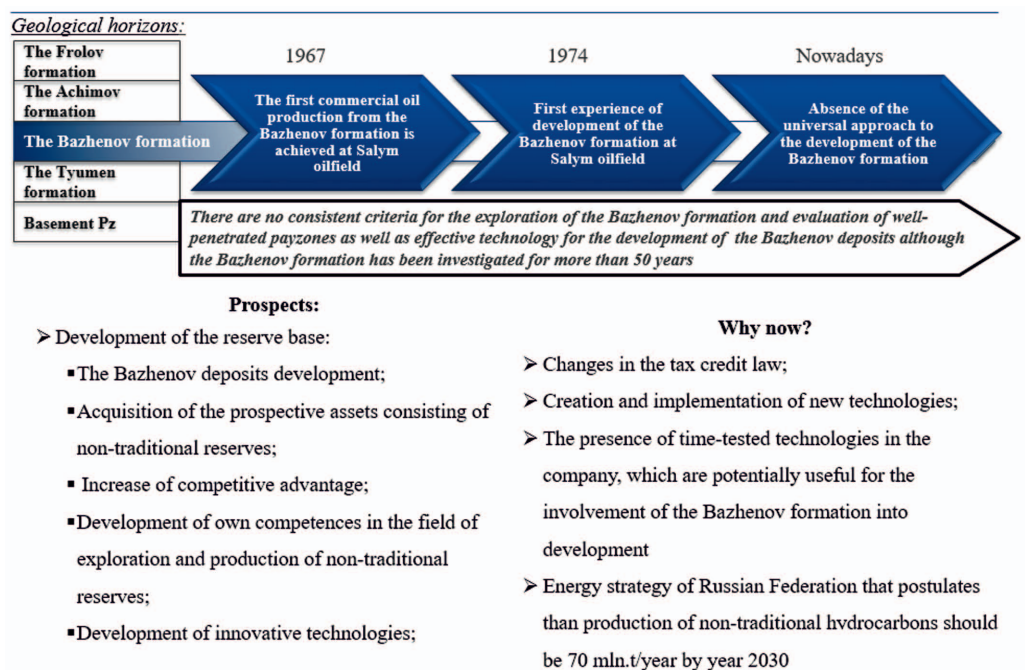 Geological horizons:
The Frolov
formation
The Achimov
formation
The Bazhenov formation
The Tyumen
formation
Basement Pz
1967
The first commercial oil
production from the
Bazhenov formation is
achieved at Salym
oilfield
1974
First experience of
development of the
Bazhenov formation at
Salym oilfield
Nowadays
Absence of the
universal approach to
the development of the
Bazhenov formation
There are no consistent criteria for the exploration of the Bazhenov formation and evaluation of well-
penetrated payzones as well as effective technology for the development of the Bazhenov deposits although
the Bazhenov formation has been investigated for more than 50 years
Prospects:
➢ Development of the reserve base:
▪The Bazhenov deposits development;
▪Acquisition of the prospective assets consisting of
non-traditional reserves;
▪ Increase of competitive advantage;
▪Development of own competences in the field of
exploration and production of non-traditional
reserves;
▪Development of innovative technologies;
Why now?
➢ Changes in the tax credit law;
➢ Creation and implementation of new technologies;
➢ The presence of time-tested technologies in the
company, which are potentially useful for the
involvement of the Bazhenov formation into
development
➢ Energy strategy of Russian Federation that postulates
than production of non-traditional hydrocarbons should
be 70 mln.t/year by year 2030